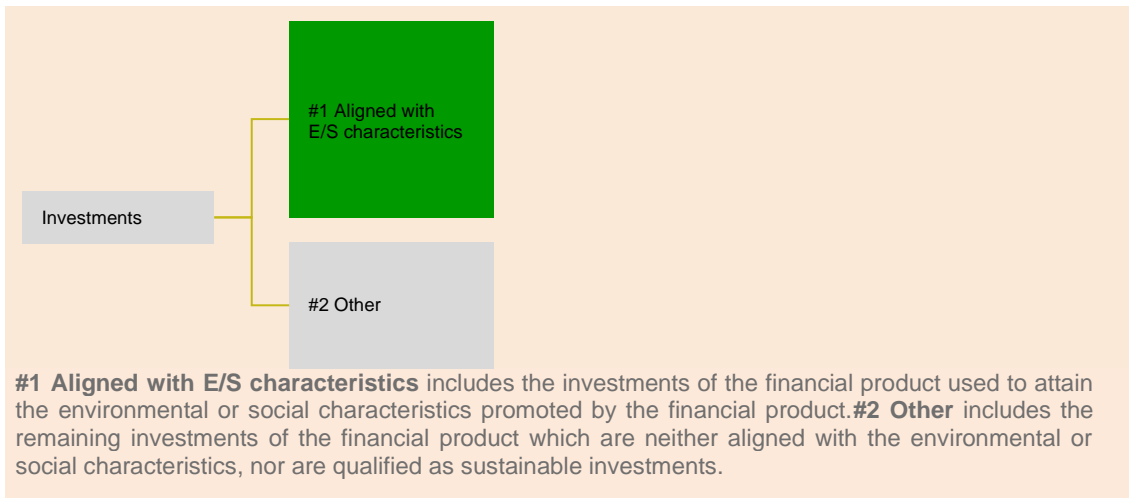 #1 Aligned with
E/S characteristics
Investments
#2 Other
#1 Aligned with E/S characteristics includes the investments of the financial product used to attain
the environmental or social characteristics promoted by the financial product.#2 Other includes the
remaining investments of the financial product which are neither aligned with the environmental or
social characteristics, nor are qualified as sustainable investments.